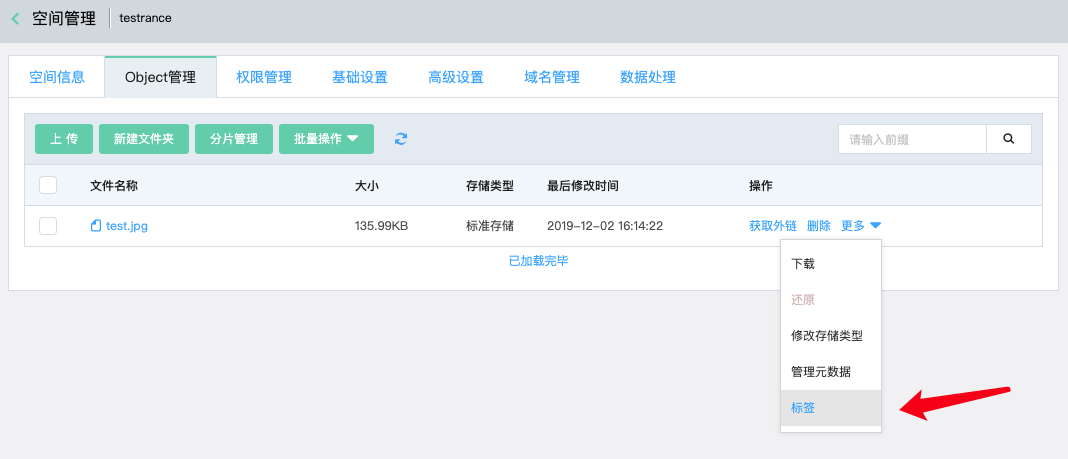 空间管理 testrance
空间信息 Object管理 权限管理 基础设置 高级设置 域名管理 数据处理
上 传 新建文件夹 分片管理 批量操作 请输入前缀
文件名称 大小 存储类型 最后修改时间 操作
test.jpg 135.99KB 标准存储 2019-12-02 16:14:22 获取外链 删除 更多
已加载完毕
下载
还原
修改存储类型
管理元数据
标签